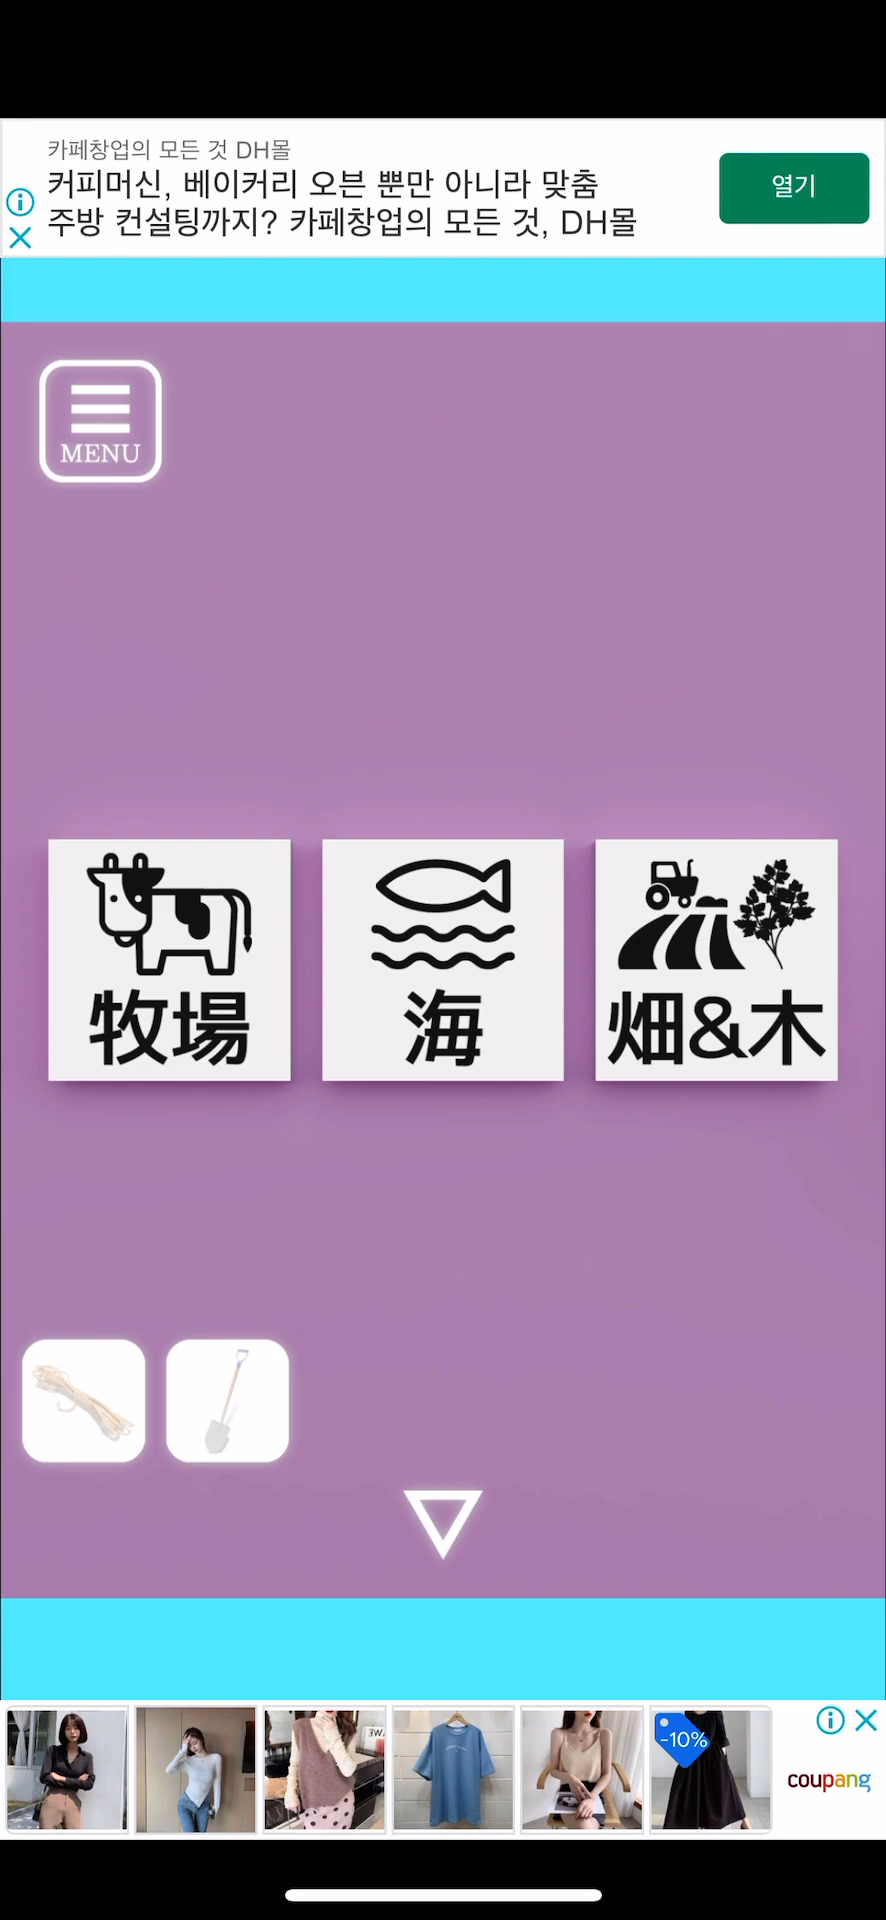 카페창업의 모든 것 DH몰
커피머신, 베이커리 오븐 뿐만 아니라 맞춤
주방 컨설팅까지? 카페창업의 모든 것, DH몰
열기
MENU
牧場
海
畑&木
3W
-10%
coupang